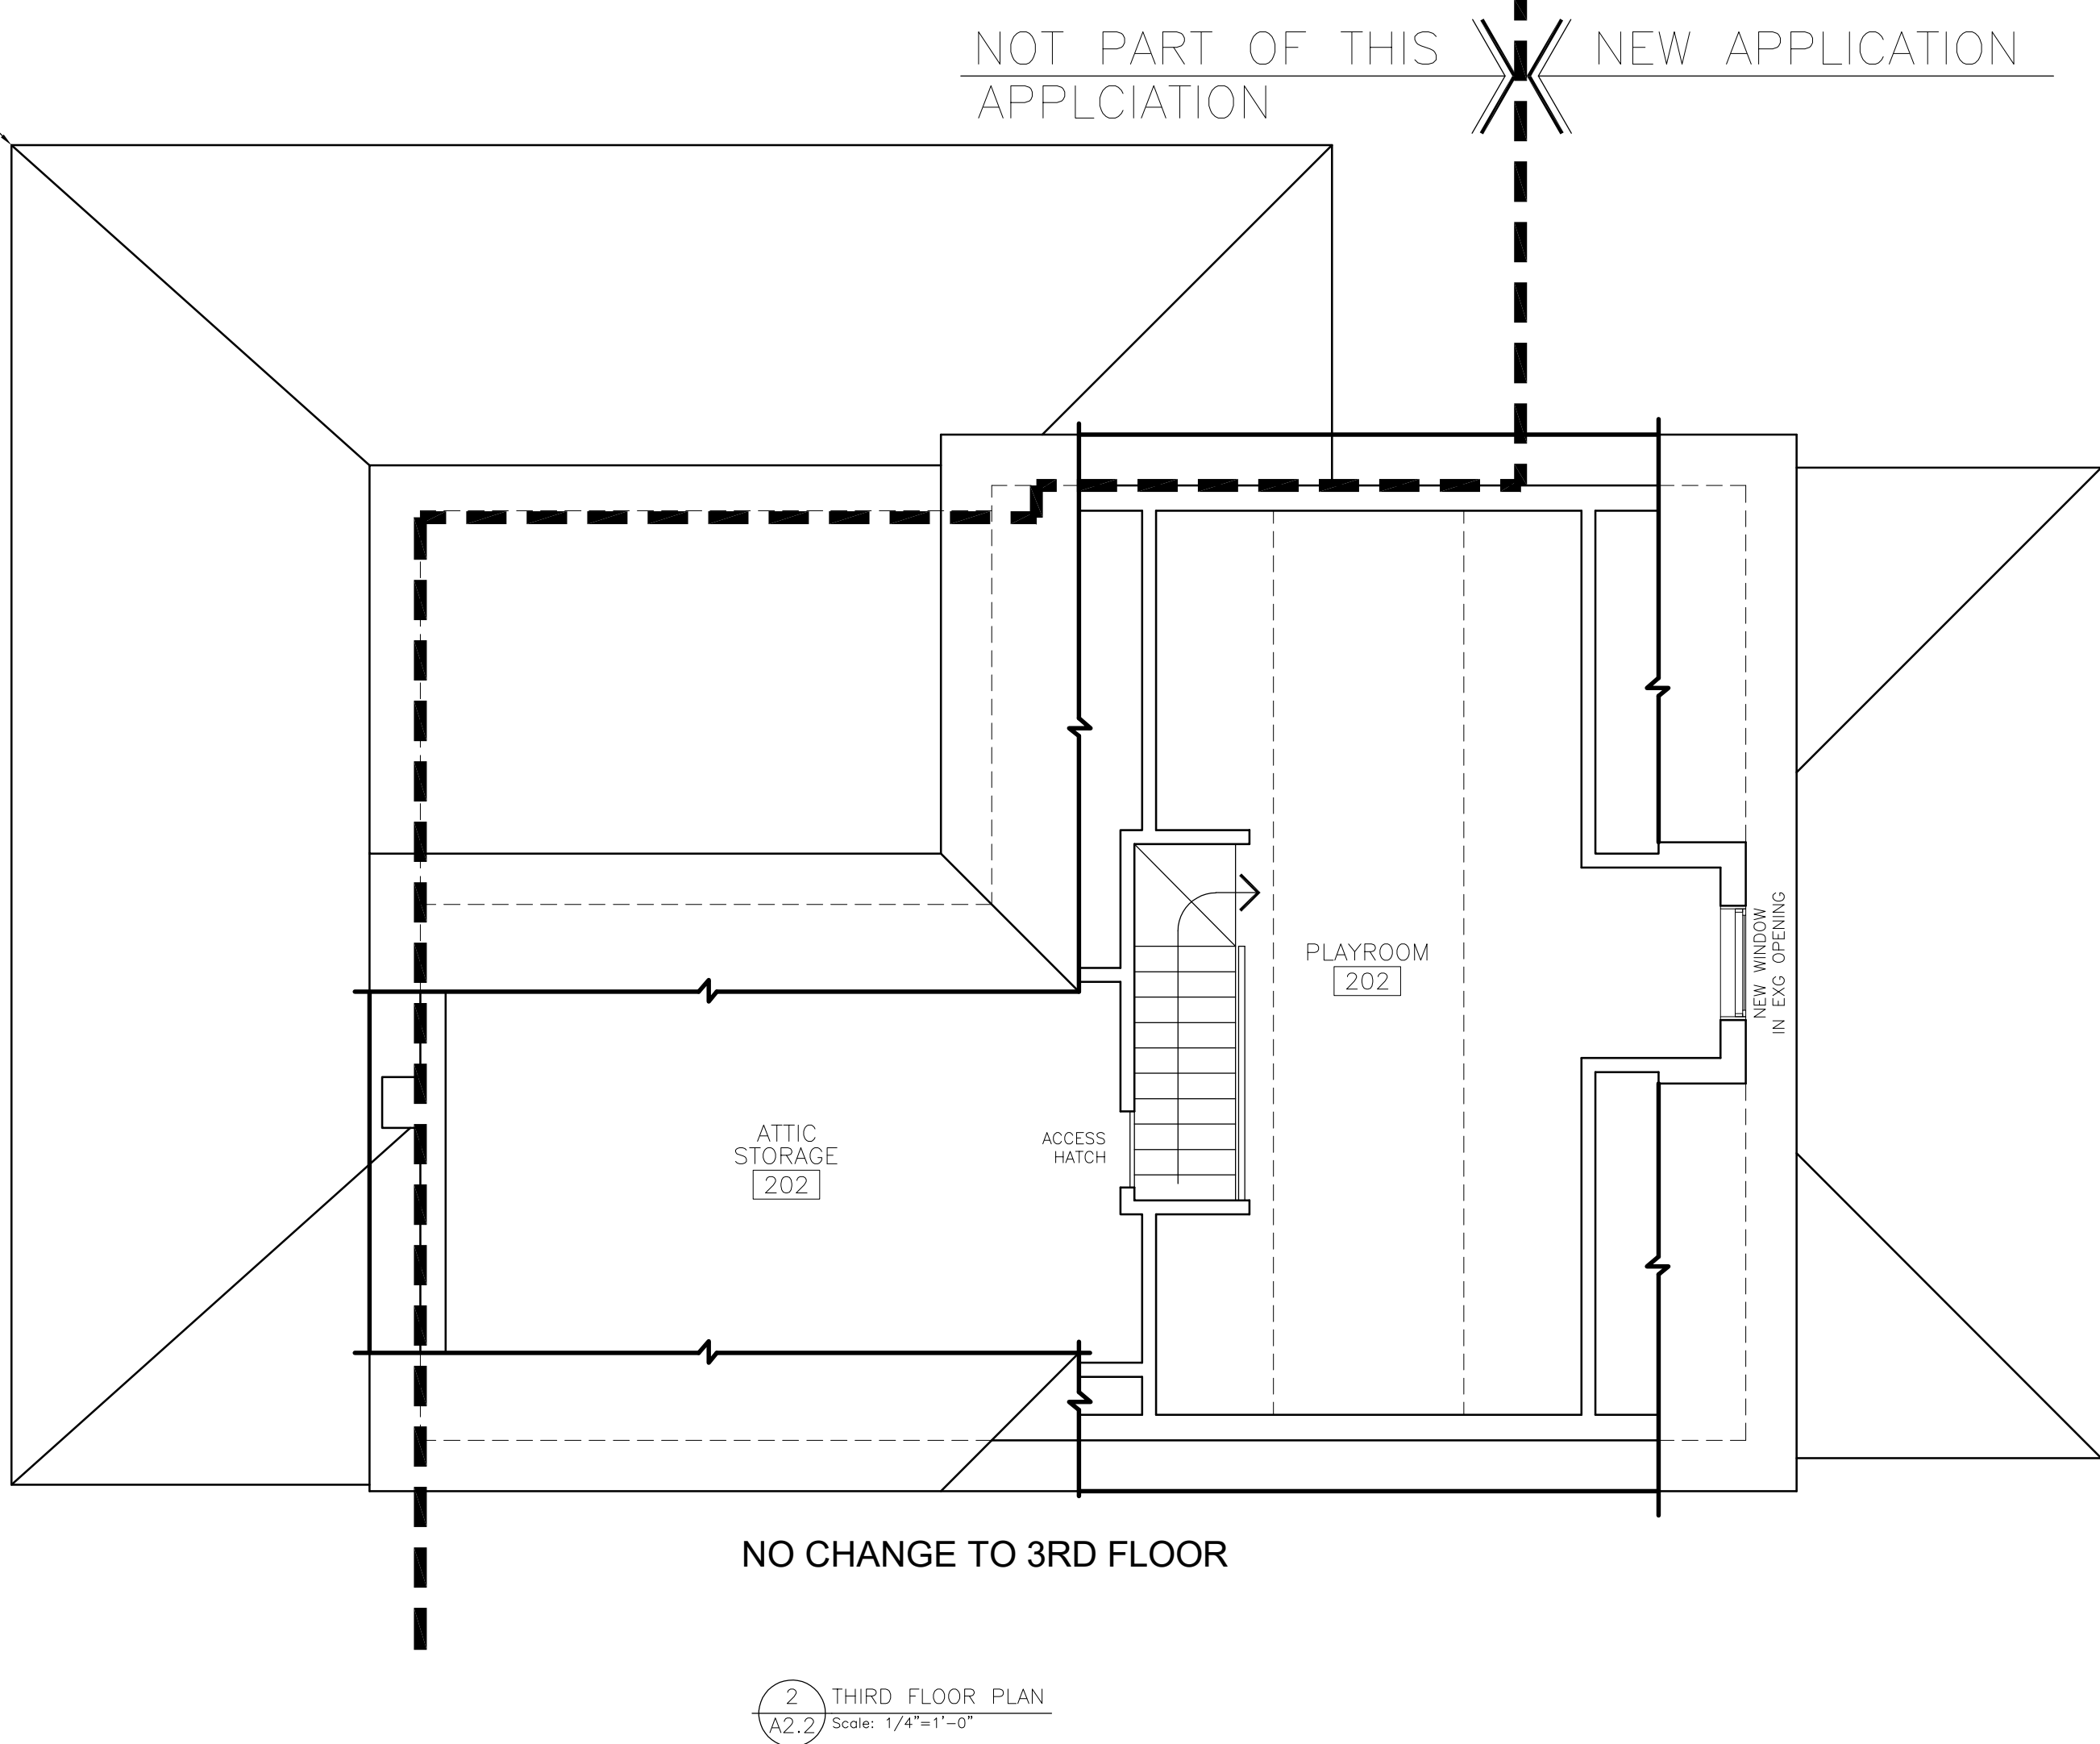 NOT PART OF THIS
APPLCIATION
NEW APPLCIATION
PLAYROOM
202
NEW WINDOW
IN EXG OPENING
ATTIC
STORAGE
202
ACCESS
HATCH
NO CHANGE TO 3RD FLOOR
2
A2.2
THIRD FLOOR PLAN
Scale: 1/4"=1'-0"